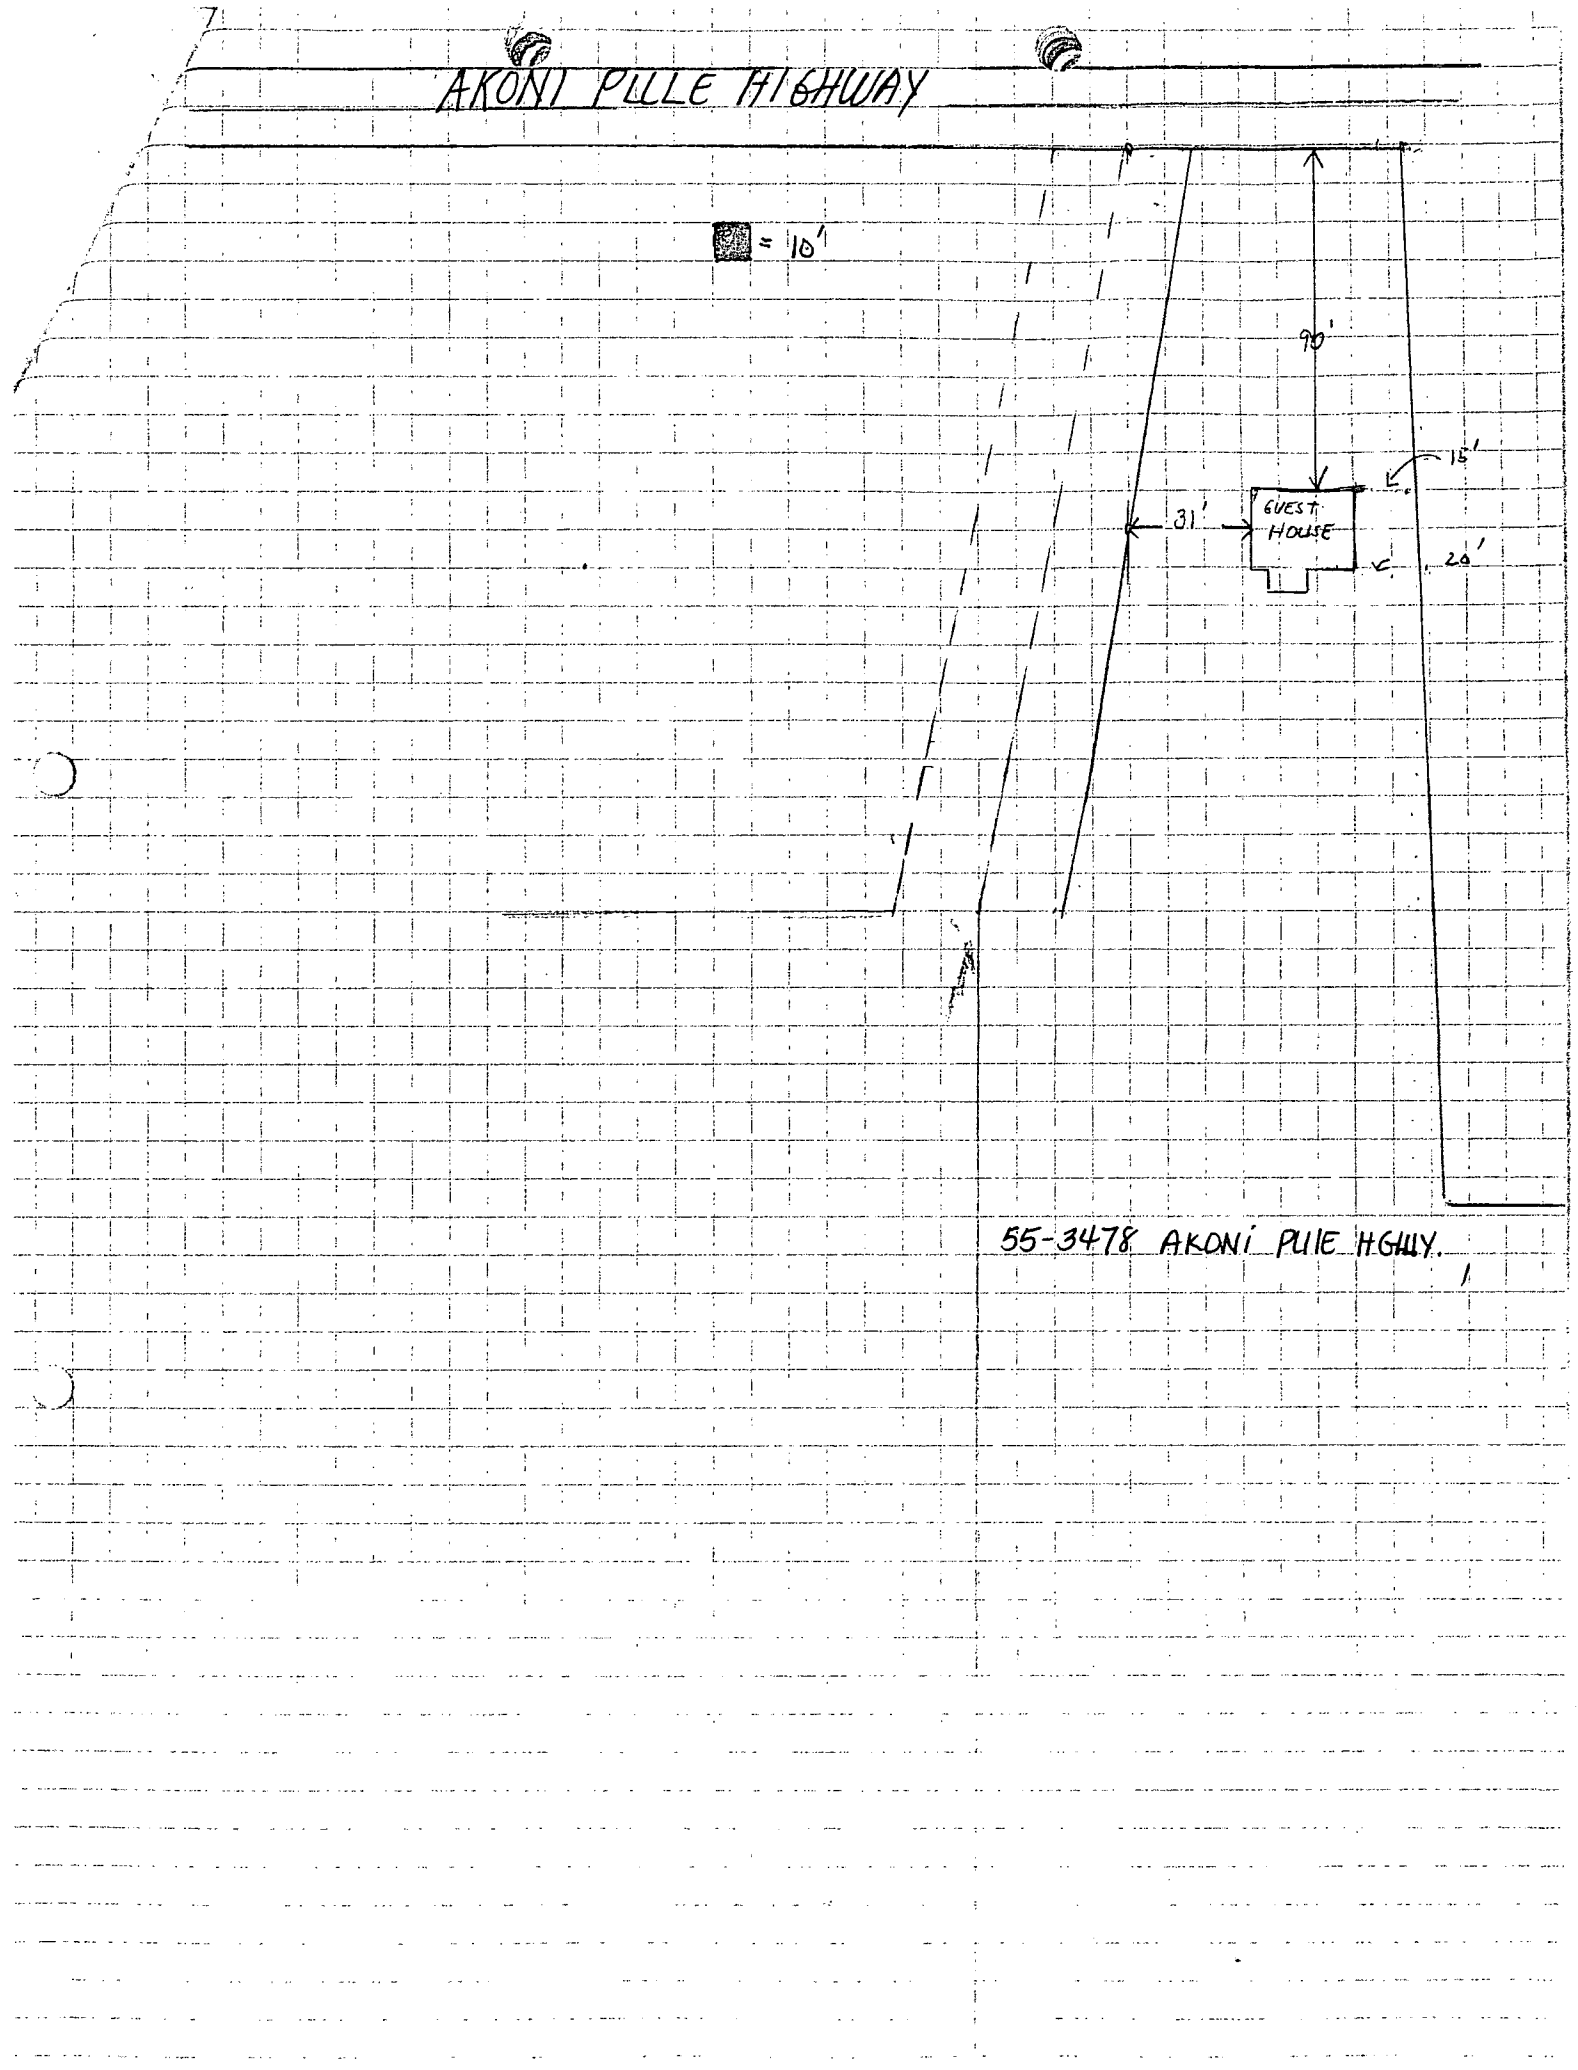 AKONI PULE HIGHWAY
= 10'
90'
15'
31'
GUEST
HOUSE
20'
55-3478 AKONI PULE HGWY.